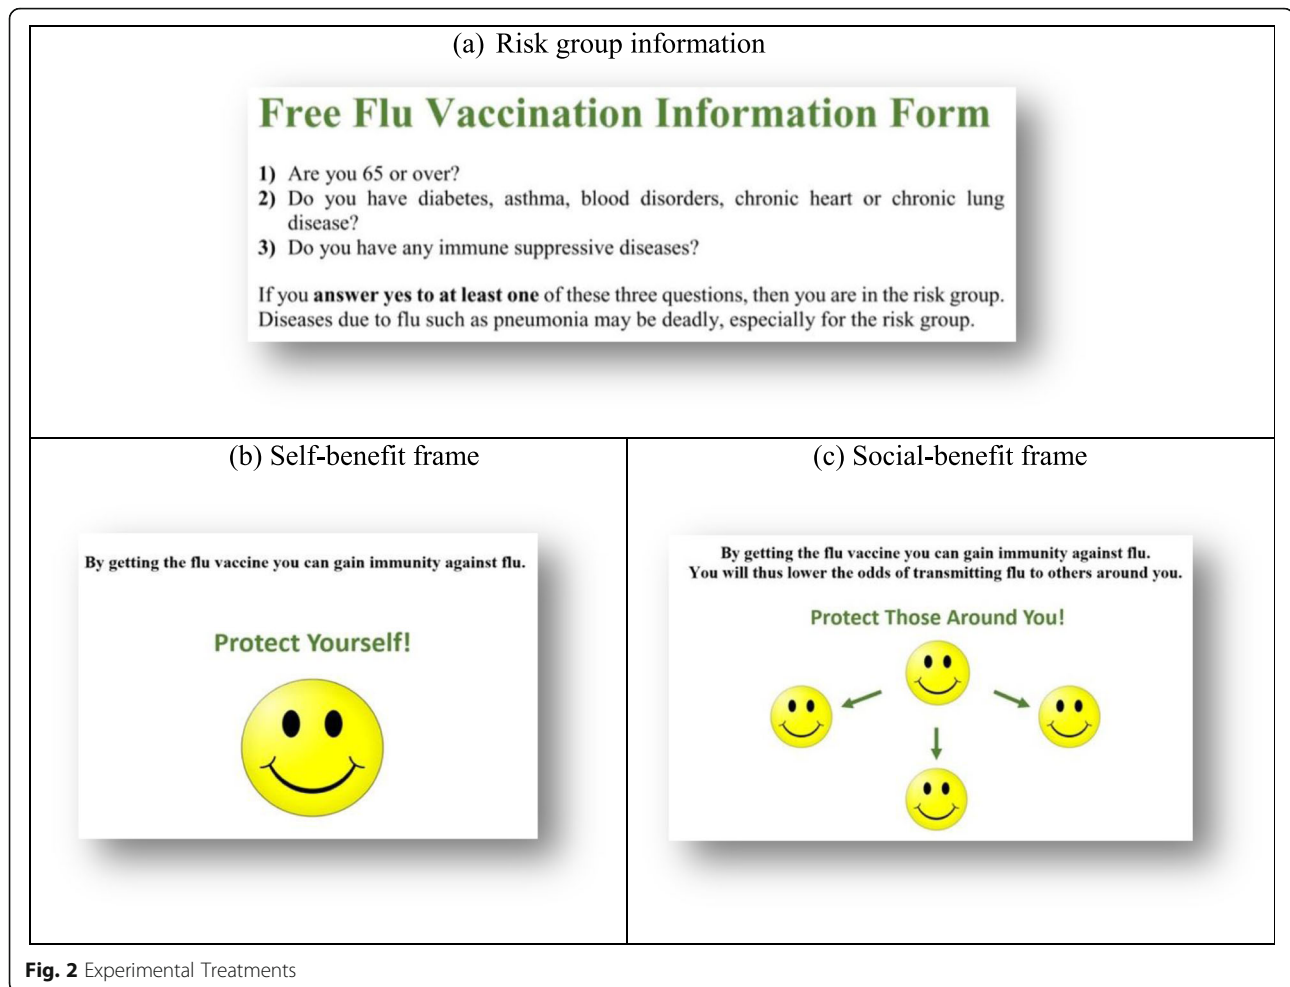 (a) Risk group information
Free Flu Vaccination Information Form
1) Are you 65 or over?
2) Do you have diabetes, asthma, blood disorders, chronic heart or chronic lung
disease?
3) Do you have any immune suppressive diseases?
If you answer yes to at least one of these three questions, then you are in the risk group.
Diseases due to flu such as pneumonia may be deadly, especially for the risk group.
(b) Self-benefit frame
By getting the flu vaccine you can gain immunity against flu.
Protect Yourself!
(c) Social-benefit frame
By getting the flu vaccine you can gain immunity against flu.
You will thus lower the odds of transmitting flu to others around you.
Protect Those Around You!
Fig. 2 Experimental Treatments